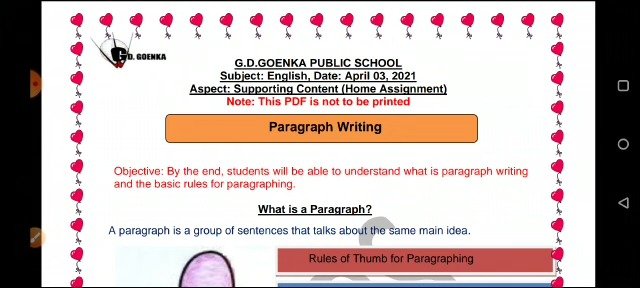 G.D. GOENKA
G.D.GOENKA PUBLIC SCHOOL
Subject: English, Date: April 03, 2021
Aspect: Supporting Content (Home Assignment)
Note: This PDF is not to be printed
Paragraph Writing
Objective: By the end, students will be able to understand what is paragraph writing
and the basic rules for paragraphing.
What is a Paragraph?
A paragraph is a group of sentences that talks about the same main idea.
Rules of Thumb for Paragraphing